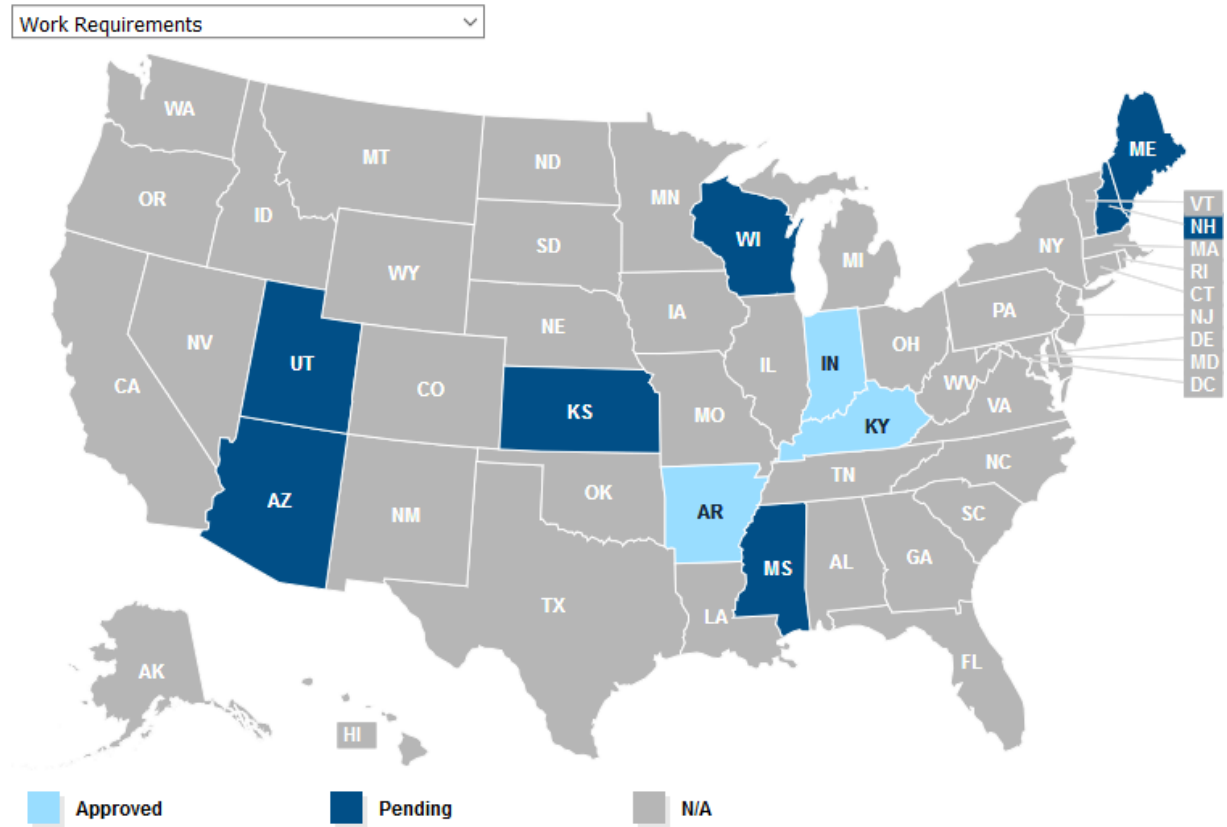 Work Requirements
WA
MT
ND
MN
ME
OR
ID
SD
WI
VT
NH
MA
RI
CT
NJ
DE
MD
DC
NY
MI
WY
IA
PA
NE
NV
OH
IL
IN
UT
CO
CA
WV
VA
KS
MO
KY
NC
TN
AZ
NM
OK
AR
SC
MS
AL
GA
TX
LA
FL
AK
HI
Approved
Pending
N/A